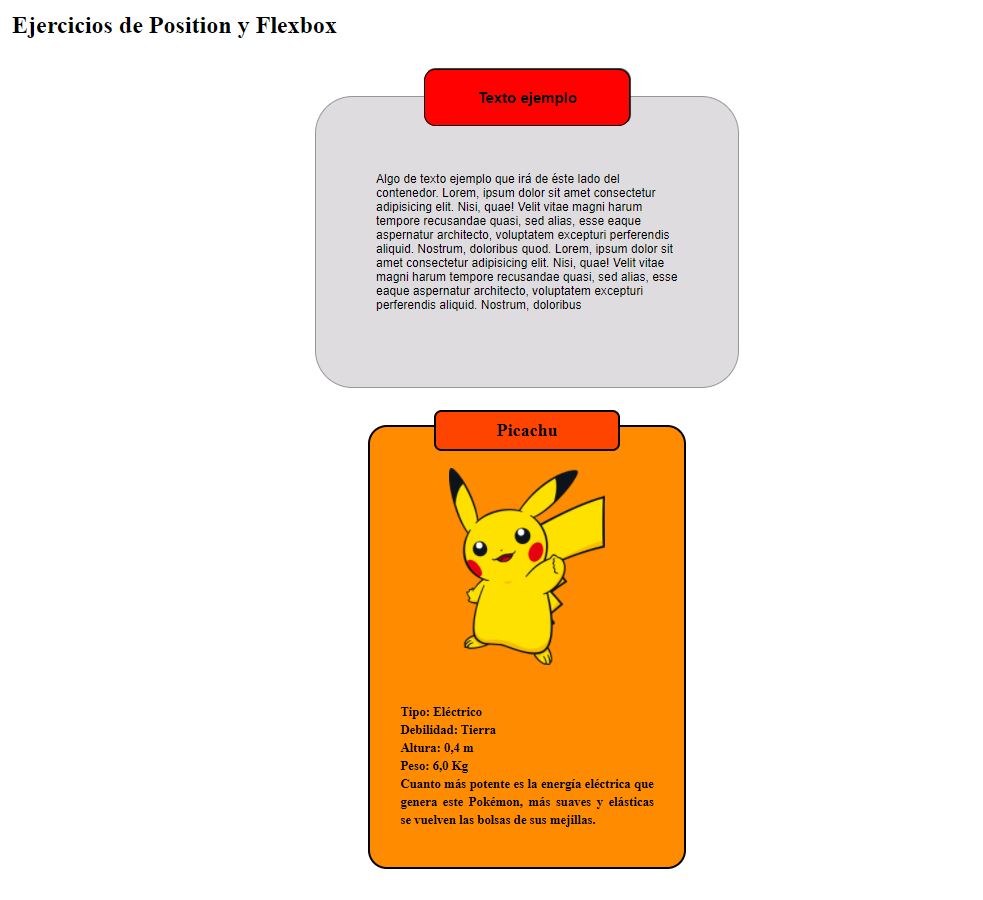 Ejercicios de Position y Flexbox
Texto ejemplo
Algo de texto ejemplo que irá de éste lado del
contenedor. Lorem, ipsum dolor sit amet consectetur
adipisicing elit. Nisi, quae! Velit vitae magni harum
tempore recusandae quasi, sed alias, esse eaque
aspernatur architecto, voluptatem excepturi perferendis
aliquid. Nostrum, doloribus quod. Lorem, ipsum dolor sit
amet consectetur adipisicing elit. Nisi, quae! Velit vitae
magni harum tempore recusandae quasi, sed alias, esse
eaque aspernatur architecto, voluptatem excepturi
perferendis aliquid. Nostrum, doloribus
Picachu
Tipo: Eléctrico
Debilidad: Tierra
Altura: 0,4 m
Peso: 6,0 Kg
Cuanto más potente es la energía eléctrica que
genera este Pokémon, más suaves y elásticas
se vuelven las bolsas de sus mejillas.